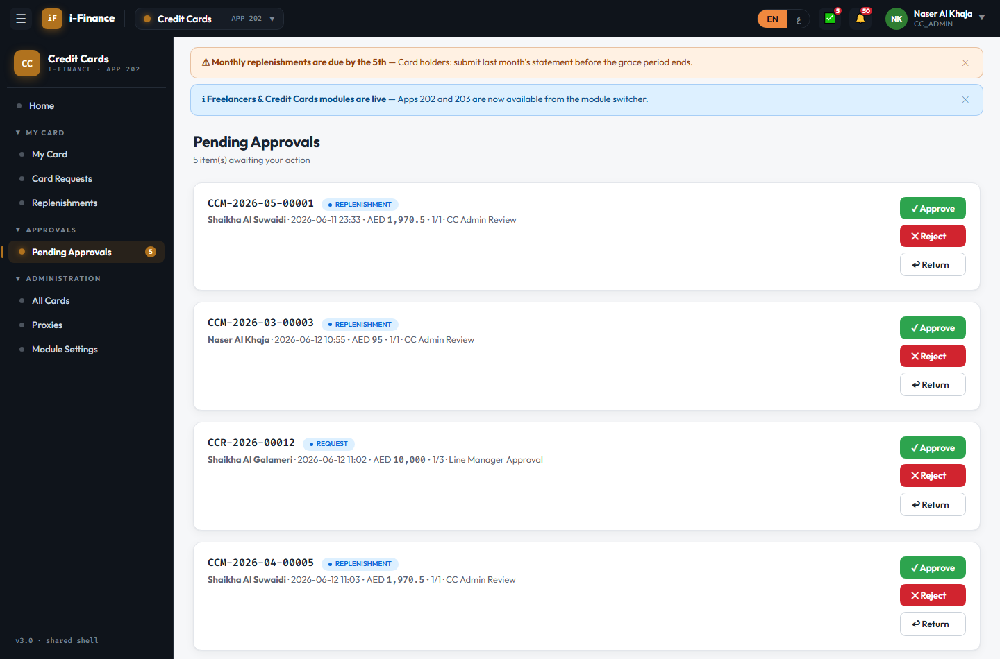 ☰ iF i-Finance Credit Cards APP 202 ▼ EN ع 5 50 NK Naser Al Khaja ▼
CC_ADMIN
CC Credit Cards
I-FINANCE · APP 202
Home
▼ MY CARD
My Card
Card Requests
Replenishments
▼ APPROVALS
Pending Approvals 5
▼ ADMINISTRATION
All Cards
Proxies
Module Settings
v3.0 · shared shell
⚠ Monthly replenishments are due by the 5th — Card holders: submit last month's statement before the grace period ends. ×
ℹ Freelancers & Credit Cards modules are live — Apps 202 and 203 are now available from the module switcher. ×
Pending Approvals
5 item(s) awaiting your action
CCM-2026-05-00001 • REPLENISHMENT
Shaikha Al Suwaidi · 2026-06-11 23:33 • AED 1,970.5 • 1/1 · CC Admin Review
✓ Approve
✕ Reject
↩ Return
CCM-2026-03-00003 • REPLENISHMENT
Naser Al Khaja · 2026-06-12 10:55 • AED 95 • 1/1 · CC Admin Review
✓ Approve
✕ Reject
↩ Return
CCR-2026-00012 • REQUEST
Shaikha Al Galameri · 2026-06-12 11:02 • AED 10,000 • 1/3 · Line Manager Approval
✓ Approve
✕ Reject
↩ Return
CCM-2026-04-00005 • REPLENISHMENT
Shaikha Al Suwaidi · 2026-06-12 11:03 • AED 1,970.5 • 1/1 · CC Admin Review
✓ Approve
✕ Reject
↩ Return